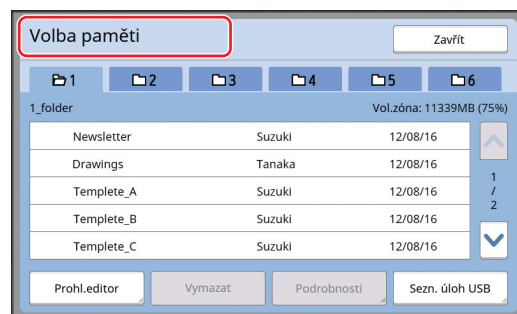 Volba paměti
Zavřít
1 2 3 4 5 6
1_folder Vol.zóna: 11339MB (75%)
Newsletter Suzuki 12/08/16
Drawings Tanaka 12/08/16
Templete_A Suzuki 12/08/16
Templete_B Suzuki 12/08/16
Templete_C Suzuki 12/08/16
1
/
2
Prohl.editor Vymazat Podrobnosti Sezn. úloh USB